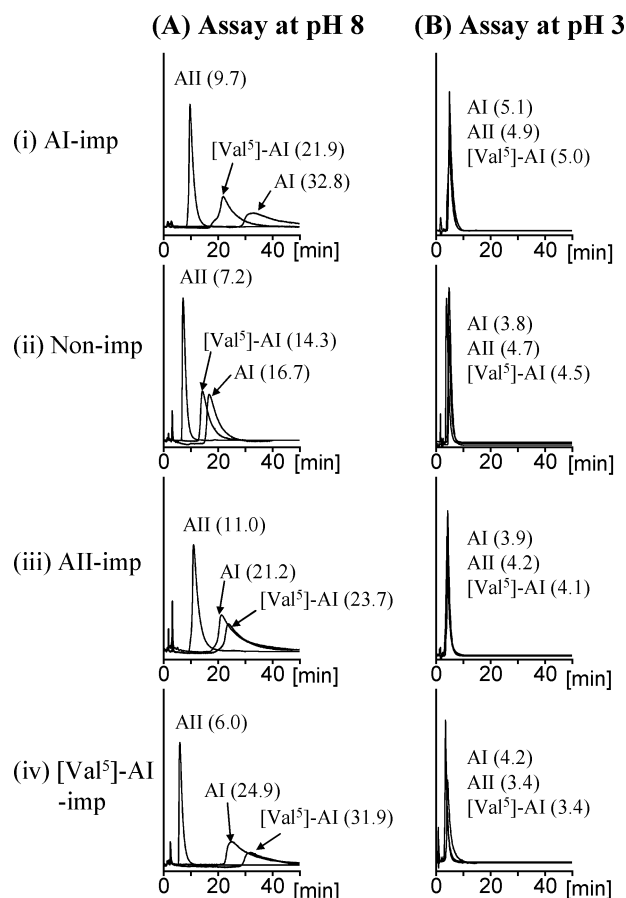 (A) Assay at pH 8
(B) Assay at pH 3
(i) AI-imp
AII (9.7)
[Val⁵]-AI (21.9)
AI (32.8)
0 20 40 [min]
AI (5.1)
AII (4.9)
[Val⁵]-AI (5.0)
0 20 40 [min]
(ii) Non-imp
AII (7.2)
[Val⁵]-AI (14.3)
AI (16.7)
0 20 40 [min]
AI (3.8)
AII (4.7)
[Val⁵]-AI (4.5)
0 20 40 [min]
(iii) AII-imp
AII (11.0)
AI (21.2)
[Val⁵]-AI (23.7)
0 20 40 [min]
AI (3.9)
AII (4.2)
[Val⁵]-AI (4.1)
0 20 40 [min]
(iv) [Val⁵]-AI
-imp
AII (6.0)
AI (24.9)
[Val⁵]-AI (31.9)
0 20 40 [min]
AI (4.2)
AII (3.4)
[Val⁵]-AI (3.4)
0 20 40 [min]